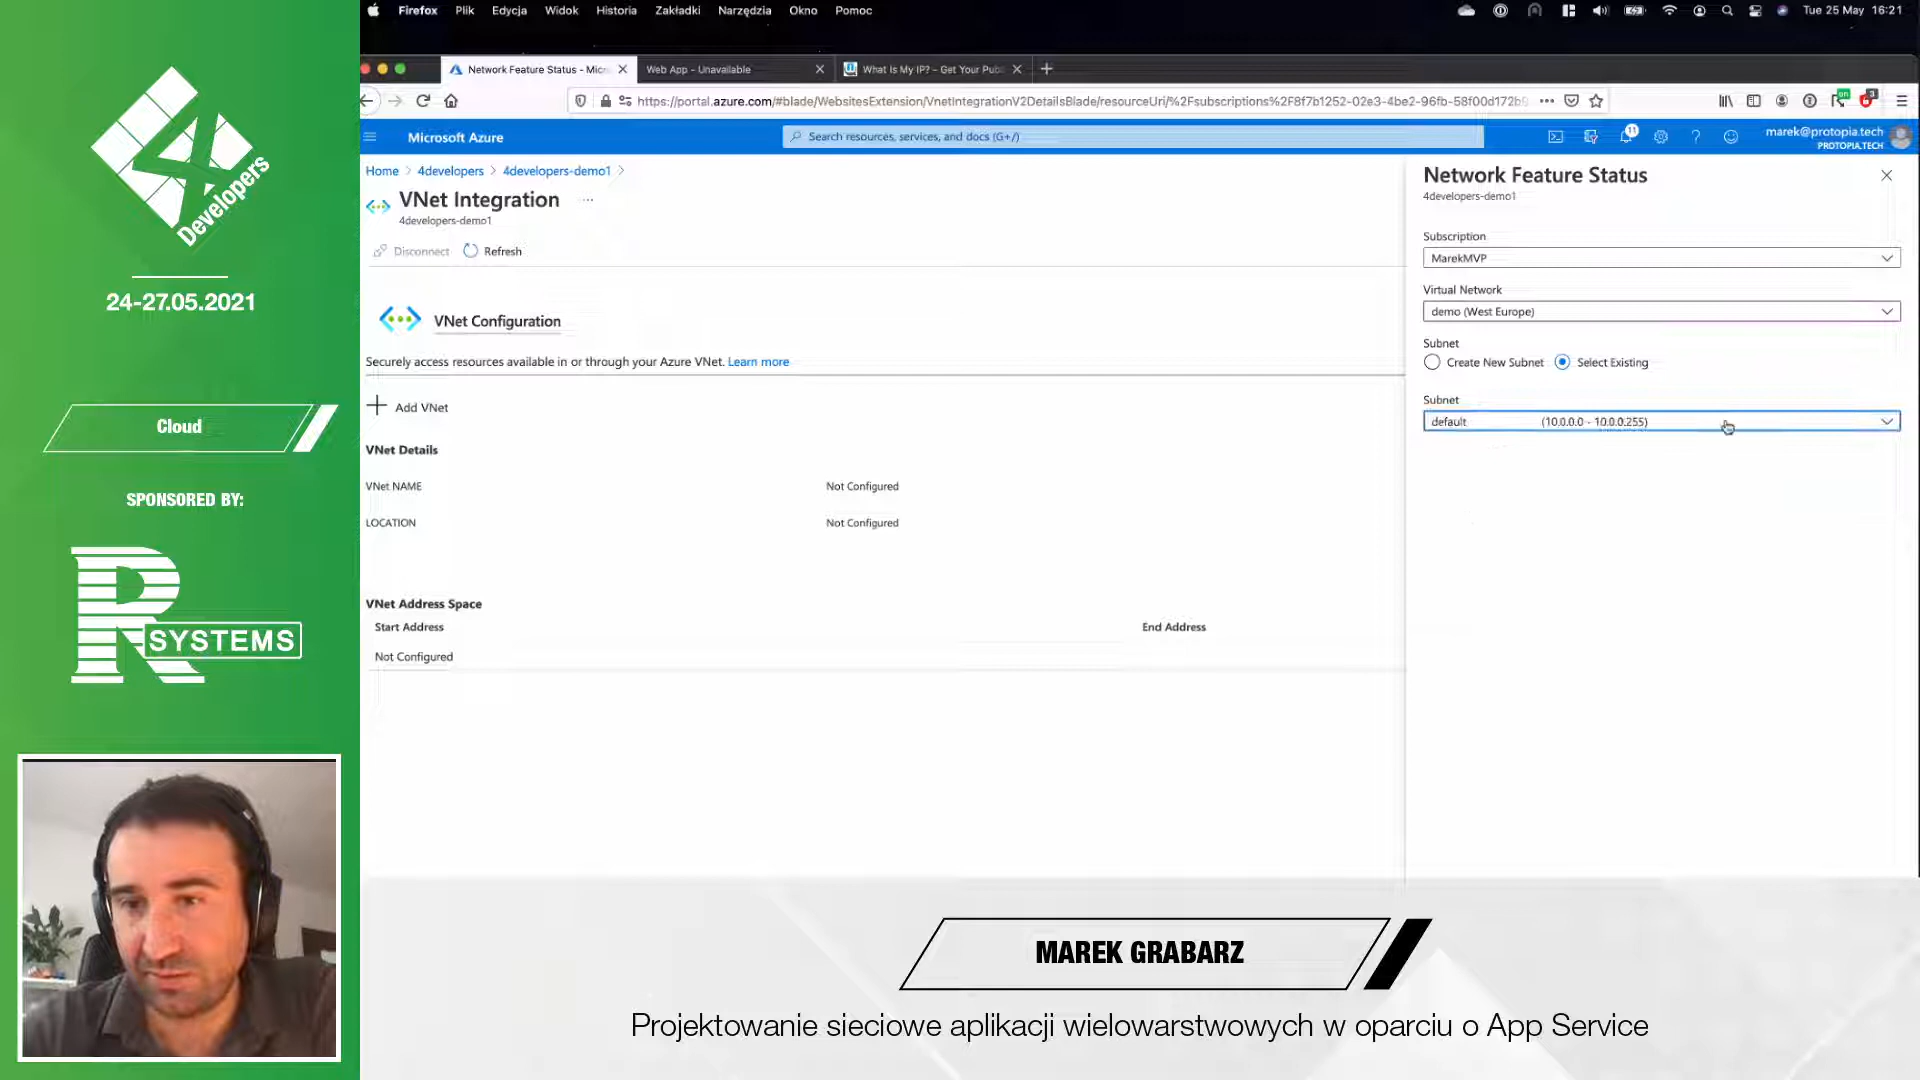 4
Developers
24-27.05.2021
Cloud
SPONSORED BY:
R
SYSTEMS
Firefox Plik Edycja Widok Historia Zakładki Narzędzia Okno Pomoc
Tue 25 May 16:21
Network Feature Status - Micr
Web App - Unavailable
What Is My IP? - Get Your Pub
https://portal.azure.com/#blade/WebsitesExtension/VnetIntegrationV2DetailsBlade/resourceUri/%2Fsubscriptions%2F8f7b1252-02e3-4be2-96fb-58f00d172b9
Microsoft Azure
Search resources, services, and docs (G+/)
11
marek@protopia.tech
PROTOPIA.TECH
Home > 4developers > 4developers-demo1 >
VNet Integration ...
4developers-demo1
Disconnect Refresh
VNet Configuration
Securely access resources available in or through your Azure VNet. Learn more
Add VNet
VNet Details
VNet NAME Not Configured
LOCATION Not Configured
VNet Address Space
Start Address End Address
Not Configured
Network Feature Status
4developers-demo1
Subscription
MarekMVP
Virtual Network
demo (West Europe)
Subnet
Create New Subnet Select Existing
Subnet
default (10.0.0.0 - 10.0.0.255)
MAREK GRABARZ
Projektowanie sieciowe aplikacji wielowarstwowych w oparciu o App Service